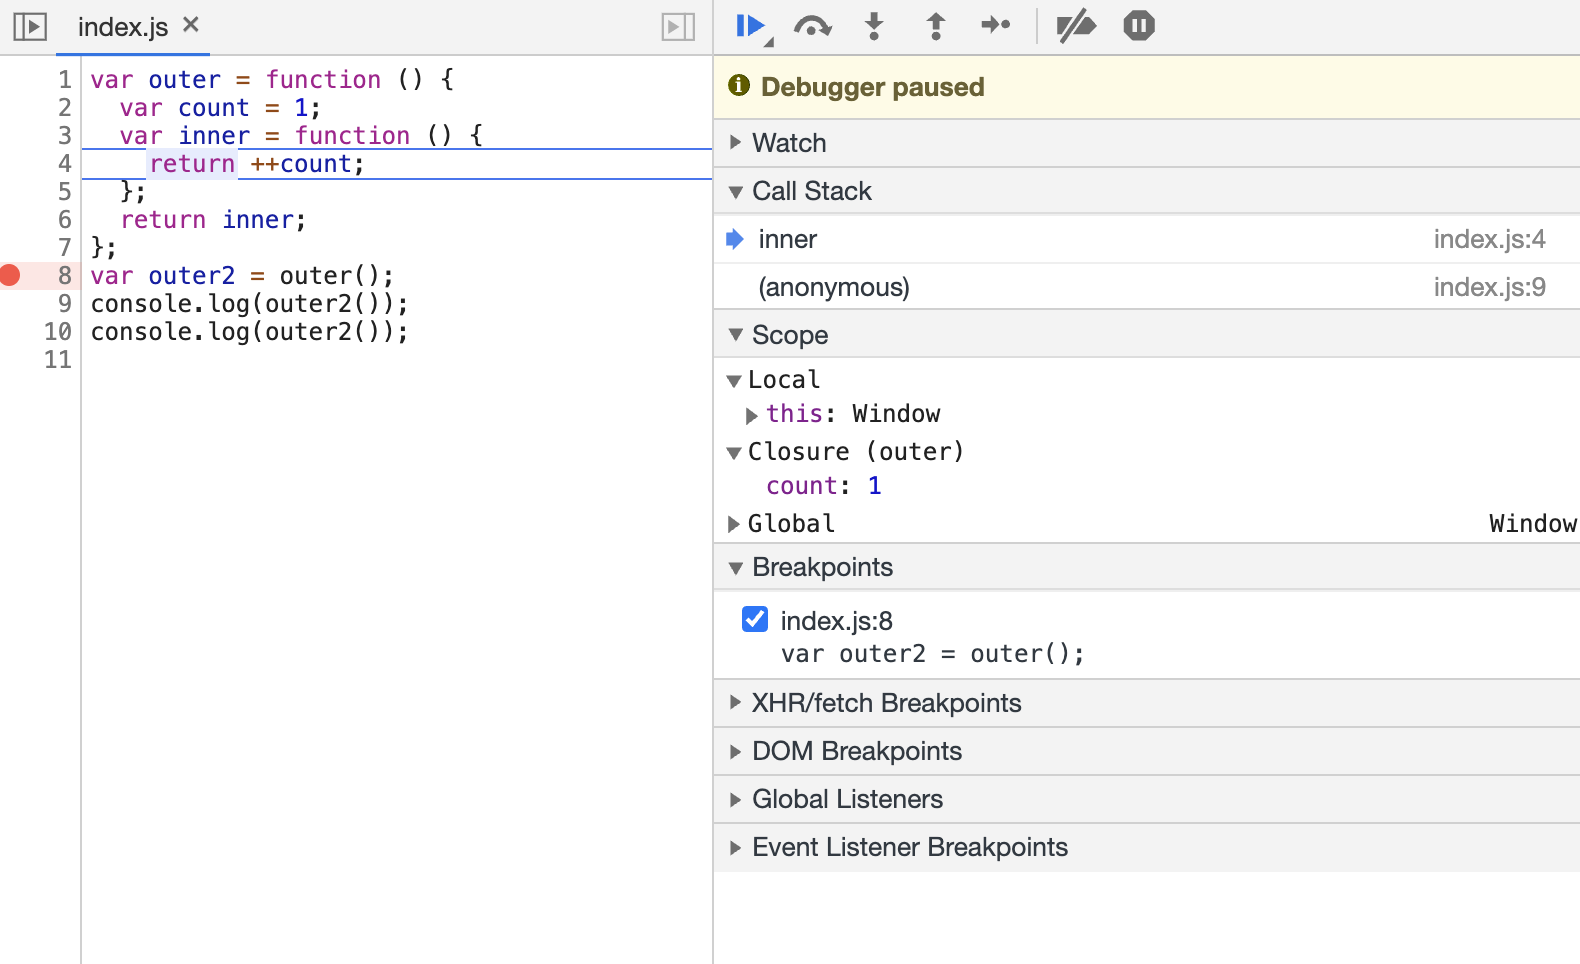 index.js ×
1 var outer = function () {
2   var count = 1;
3   var inner = function () {
4     return ++count;
5   };
6   return inner;
7 };
8 var outer2 = outer();
9 console.log(outer2());
10 console.log(outer2());
11
Debugger paused
Watch
Call Stack
inner index.js:4
(anonymous) index.js:9
Scope
Local
this: Window
Closure (outer)
count: 1
Global Window
Breakpoints
index.js:8
var outer2 = outer();
XHR/fetch Breakpoints
DOM Breakpoints
Global Listeners
Event Listener Breakpoints